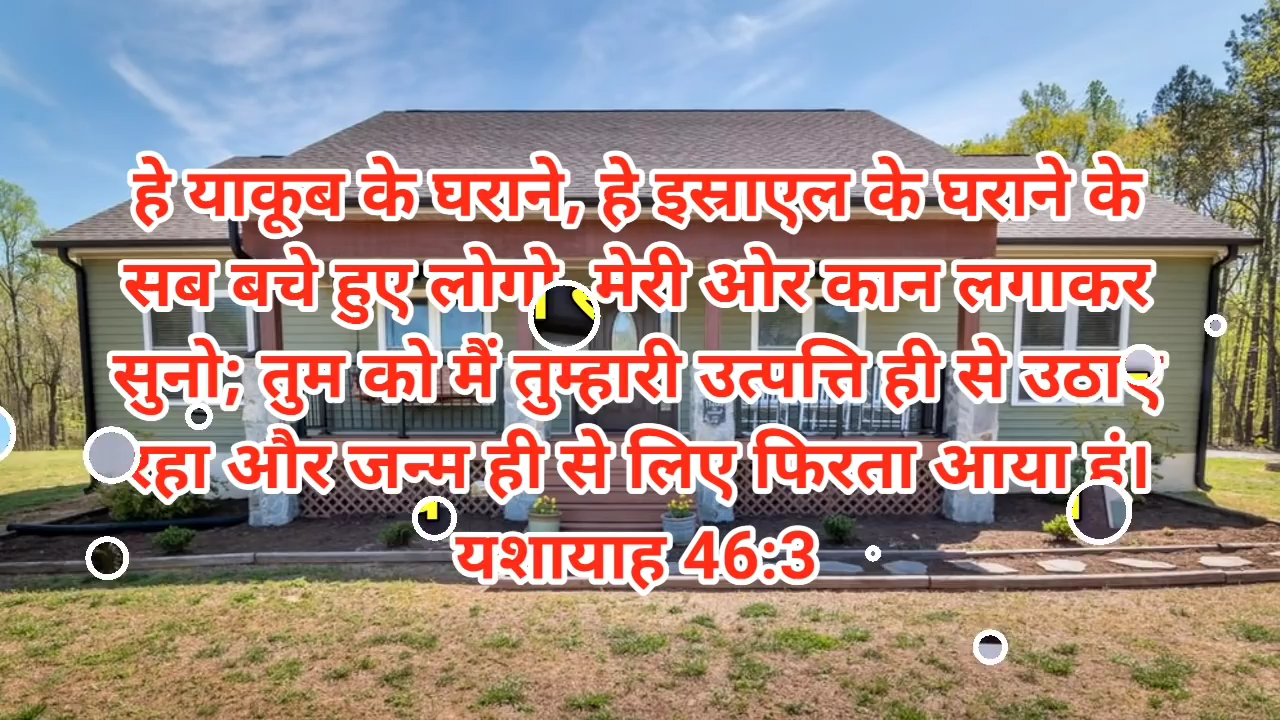 हे याकूब के घराने, हे इस्राएल के घराने के
सब बचे हुए लोगो, मेरी ओर कान लगाकर
सुनो; तुम को मैं तुम्हारी उत्पत्ति ही से उठाए
रहा और जन्म ही से लिए फिरता आया हूं।
यशायाह 46:3